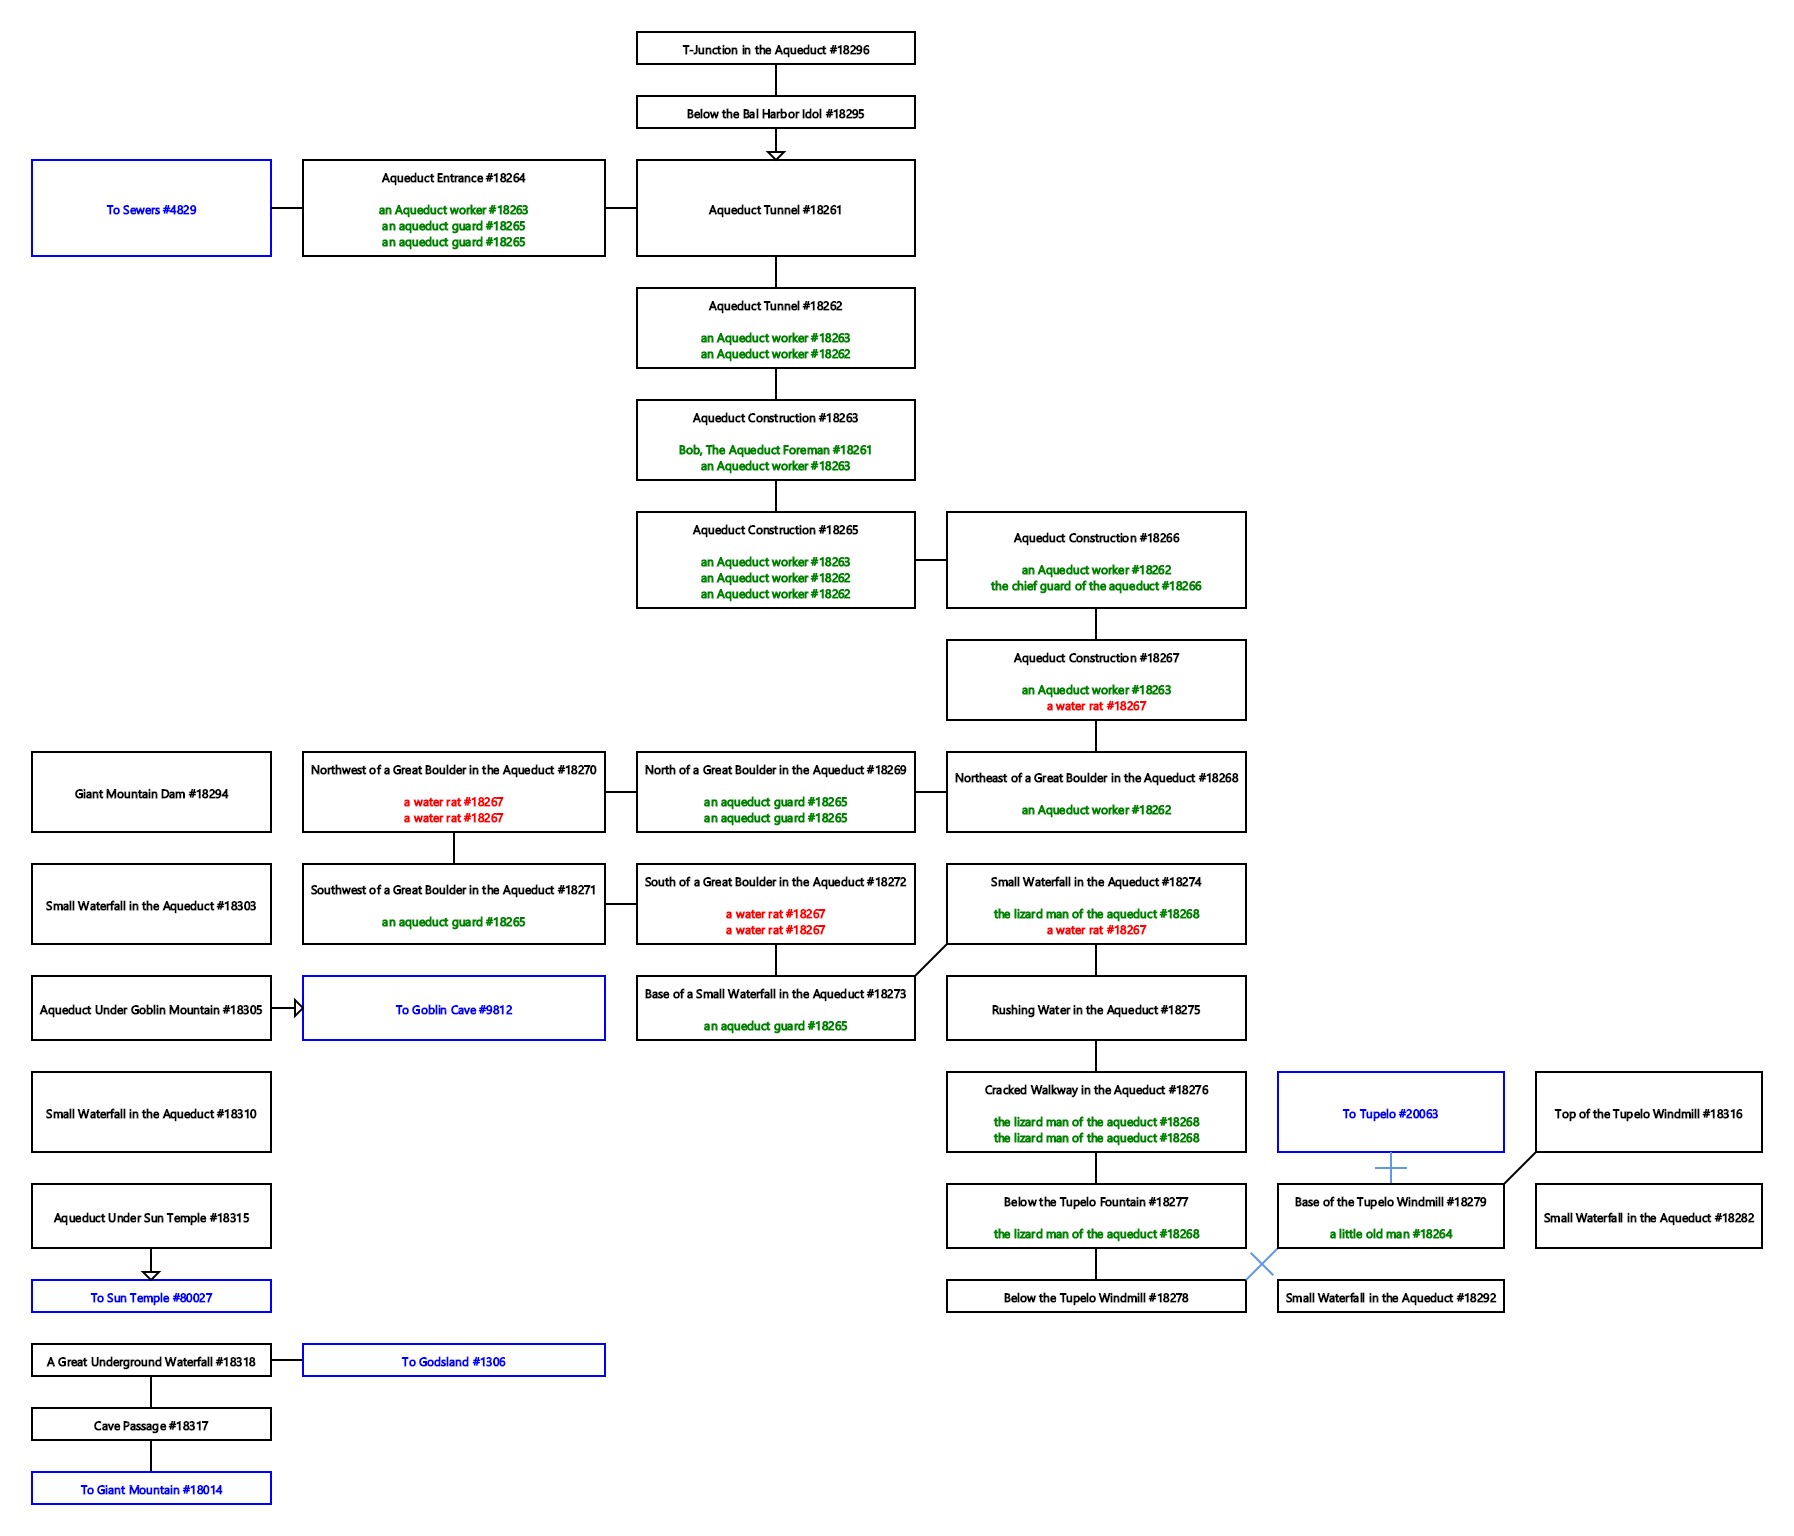 T-Junction in the Aqueduct #18296
Below the Bal Harbor Idol #18295
To Sewers #4829
Aqueduct Entrance #18264
an Aqueduct worker #18263
an aqueduct guard #18265
an aqueduct guard #18265
Aqueduct Tunnel #18261
Aqueduct Tunnel #18262
an Aqueduct worker #18263
an Aqueduct worker #18262
Aqueduct Construction #18263
Bob, The Aqueduct Foreman #18261
an Aqueduct worker #18263
Aqueduct Construction #18265
an Aqueduct worker #18263
an Aqueduct worker #18262
an Aqueduct worker #18262
Aqueduct Construction #18266
an Aqueduct worker #18262
the chief guard of the aqueduct #18266
Aqueduct Construction #18267
an Aqueduct worker #18263
a water rat #18267
Giant Mountain Dam #18294
Northwest of a Great Boulder in the Aqueduct #18270
a water rat #18267
a water rat #18267
North of a Great Boulder in the Aqueduct #18269
an aqueduct guard #18265
an aqueduct guard #18265
Northeast of a Great Boulder in the Aqueduct #18268
an Aqueduct worker #18262
Small Waterfall in the Aqueduct #18303
Southwest of a Great Boulder in the Aqueduct #18271
an aqueduct guard #18265
South of a Great Boulder in the Aqueduct #18272
a water rat #18267
a water rat #18267
Small Waterfall in the Aqueduct #18274
the lizard man of the aqueduct #18268
a water rat #18267
Aqueduct Under Goblin Mountain #18305
To Goblin Cave #9812
Base of a Small Waterfall in the Aqueduct #18273
an aqueduct guard #18265
Rushing Water in the Aqueduct #18275
Small Waterfall in the Aqueduct #18310
Cracked Walkway in the Aqueduct #18276
the lizard man of the aqueduct #18268
the lizard man of the aqueduct #18268
To Tupelo #20063
Top of the Tupelo Windmill #18316
Aqueduct Under Sun Temple #18315
Below the Tupelo Fountain #18277
the lizard man of the aqueduct #18268
Base of the Tupelo Windmill #18279
a little old man #18264
Small Waterfall in the Aqueduct #18282
To Sun Temple #80027
Below the Tupelo Windmill #18278
Small Waterfall in the Aqueduct #18292
A Great Underground Waterfall #18318
To Godsland #1306
Cave Passage #18317
To Giant Mountain #18014